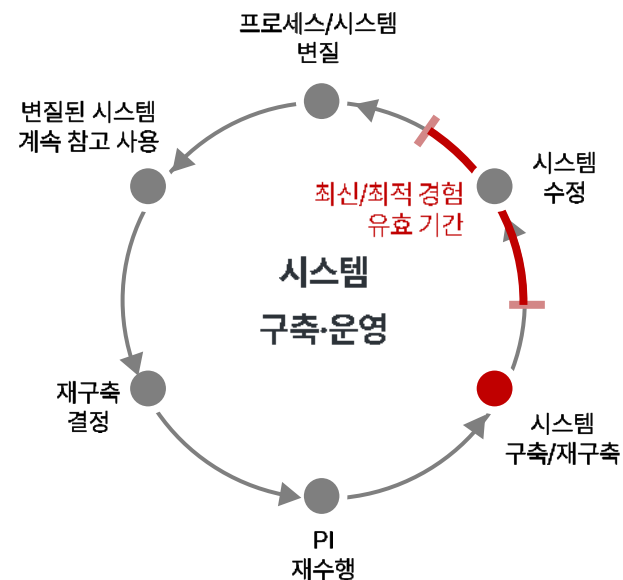 프로세스/시스템
변질
변질된 시스템
계속 참고 사용
시스템
수정
최신/최적 경험
유효 기간
시스템
구축·운영
재구축
결정
시스템
구축/재구축
PI
재수행